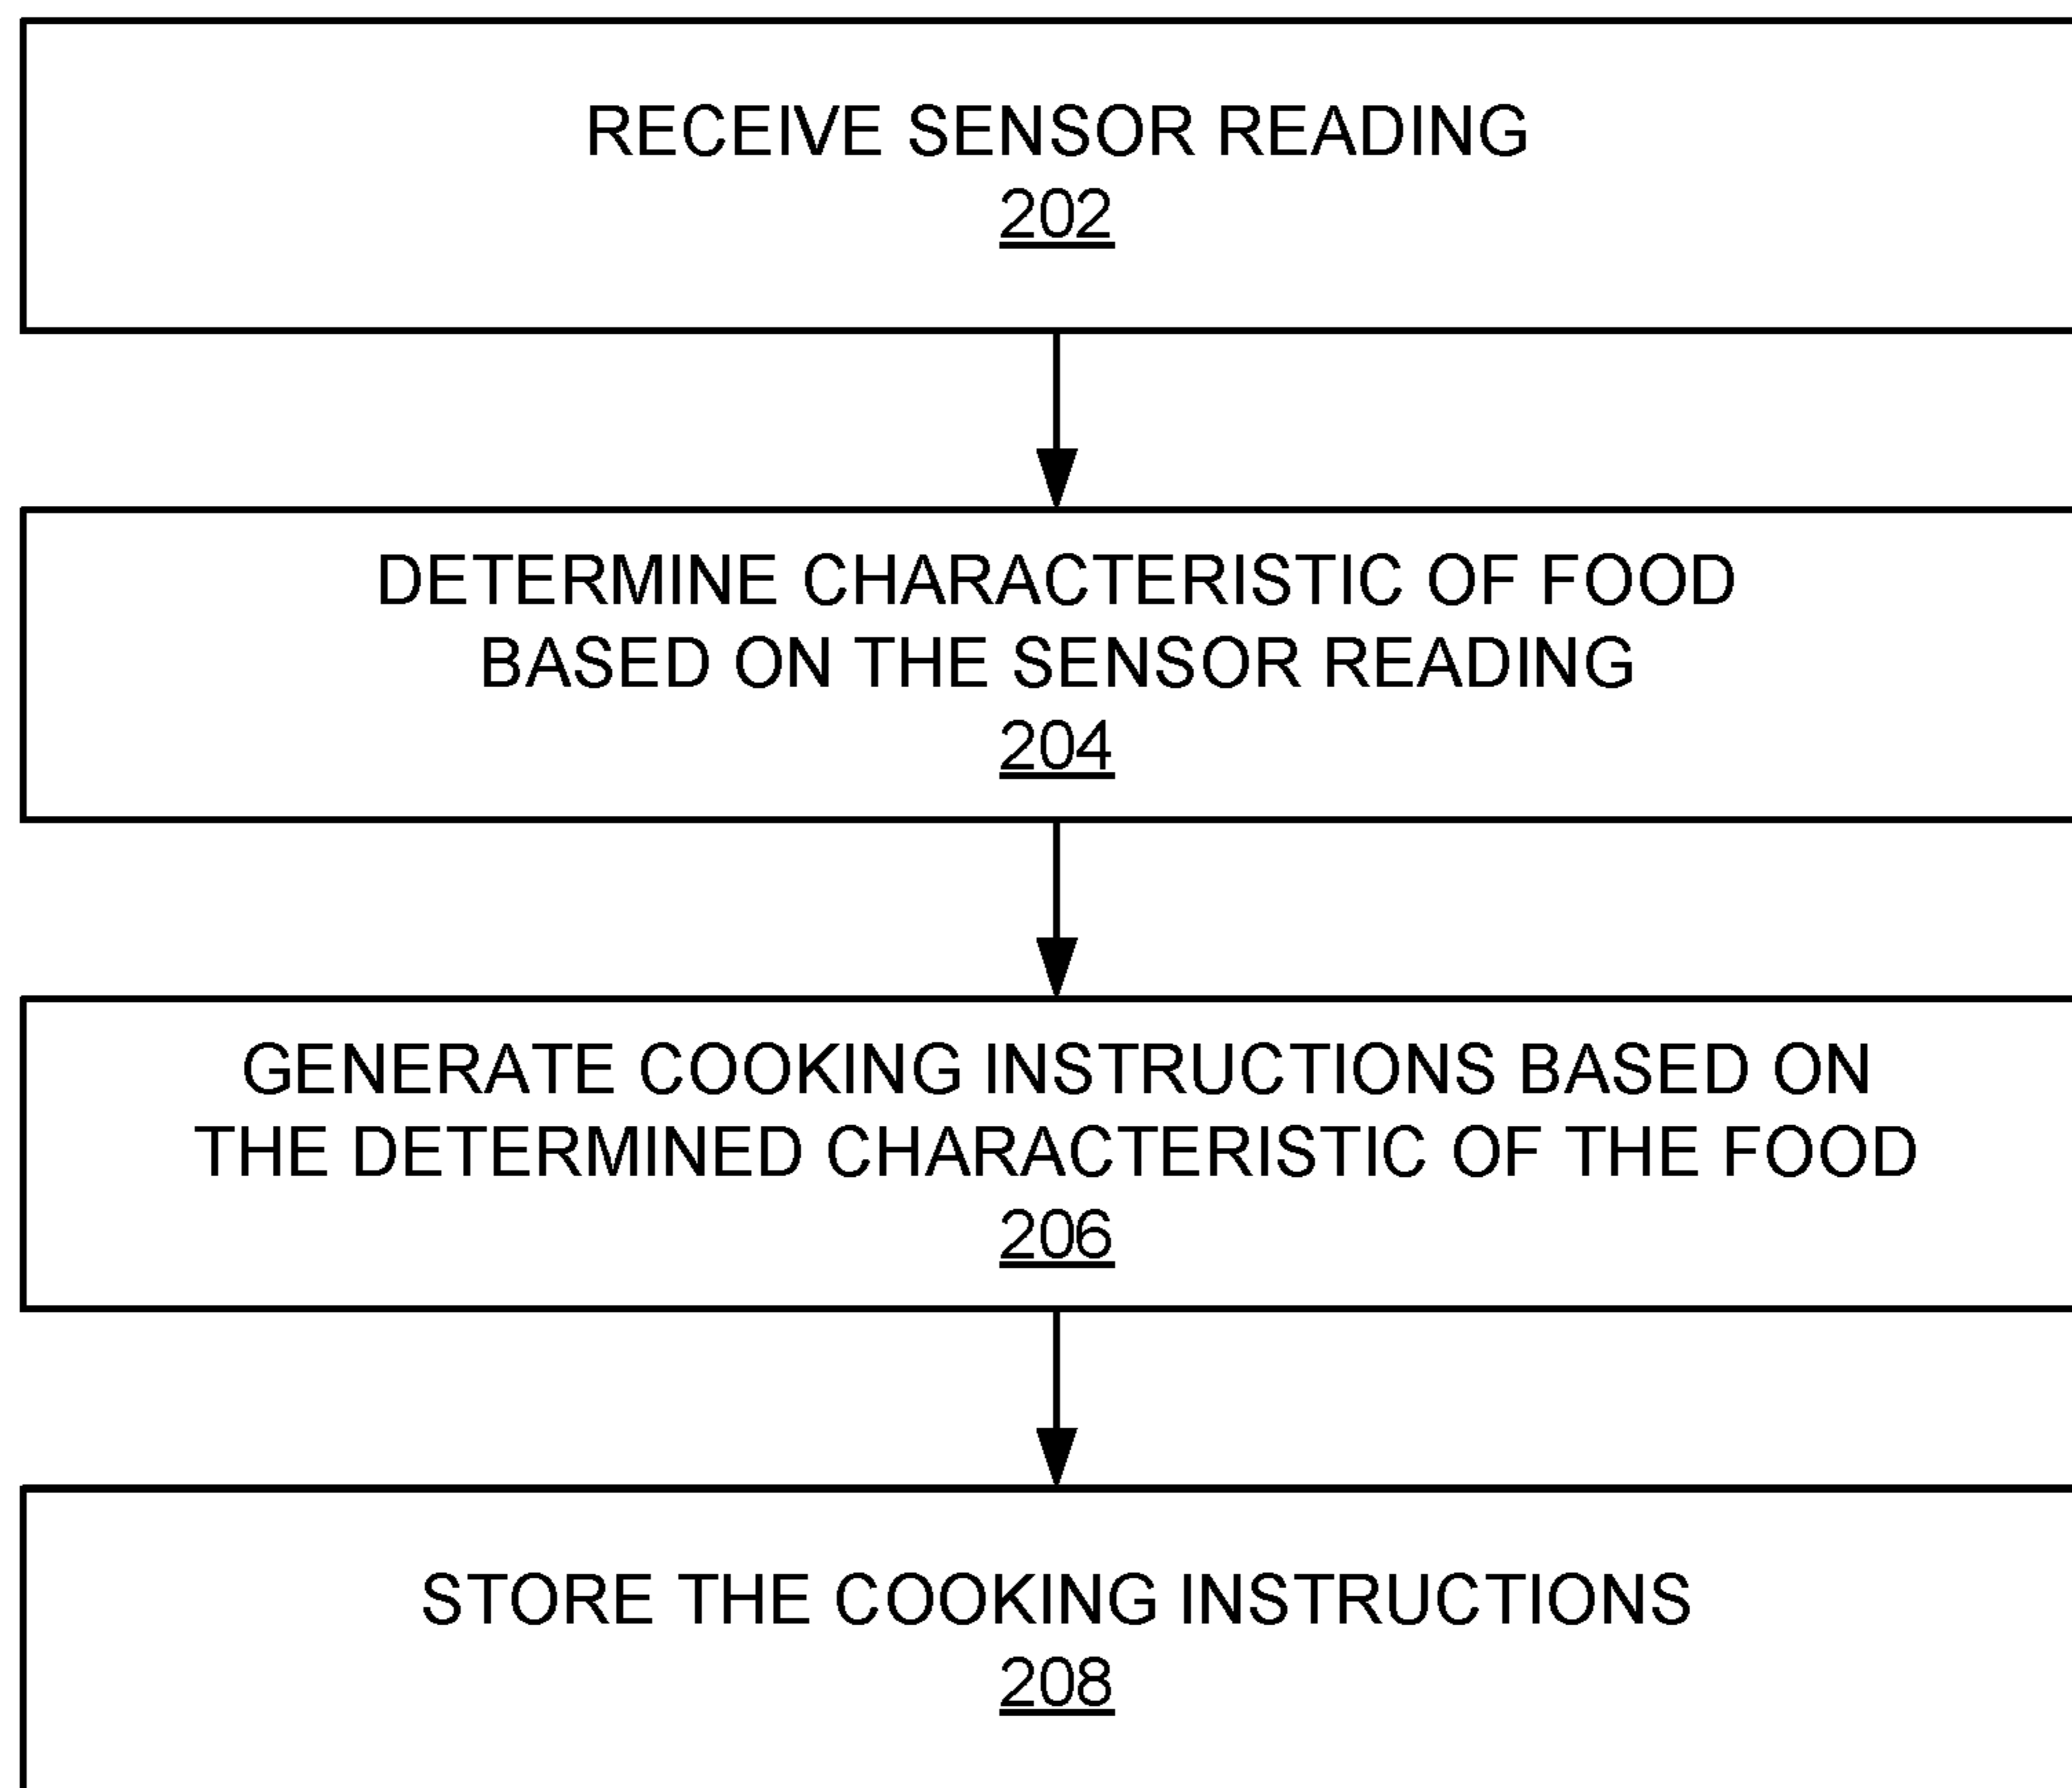 RECEIVE SENSOR READING
202
DETERMINE CHARACTERISTIC OF FOOD
BASED ON THE SENSOR READING
204
GENERATE COOKING INSTRUCTIONS BASED ON
THE DETERMINED CHARACTERISTIC OF THE FOOD
206
STORE THE COOKING INSTRUCTIONS
208